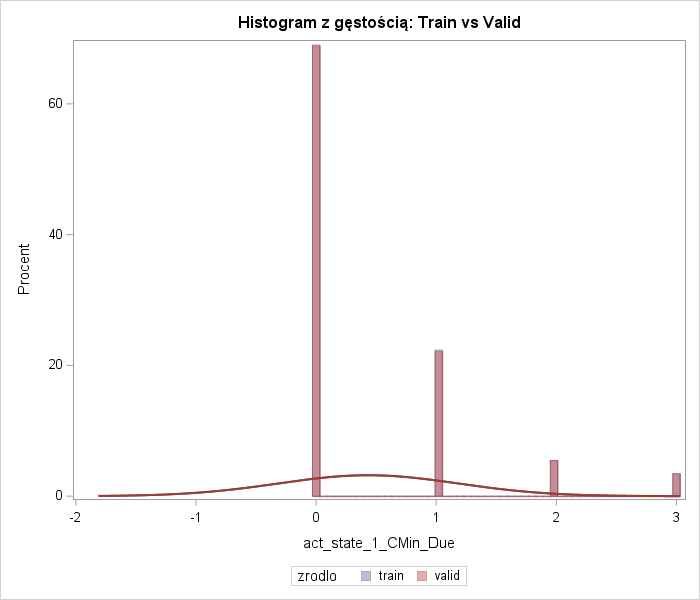 Histogram z gęstością: Train vs Valid
Procent
60
40
20
0
-2 -1 0 1 2 3
act_state_1_CMin_Due
zrodlo train valid